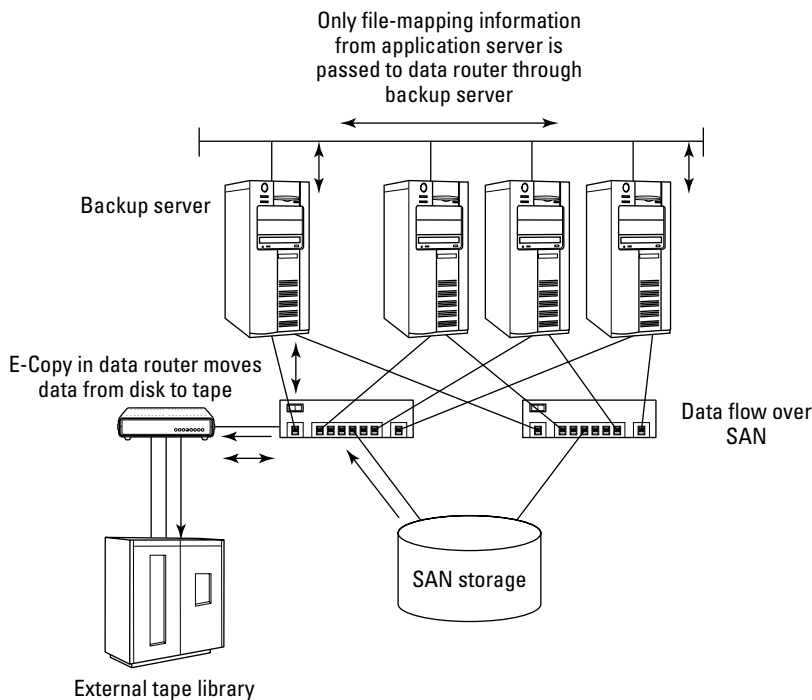 Only file-mapping information
from application server is
passed to data router through
backup server
Backup server
E-Copy in data router moves
data from disk to tape
Data flow over
SAN
SAN storage
External tape library